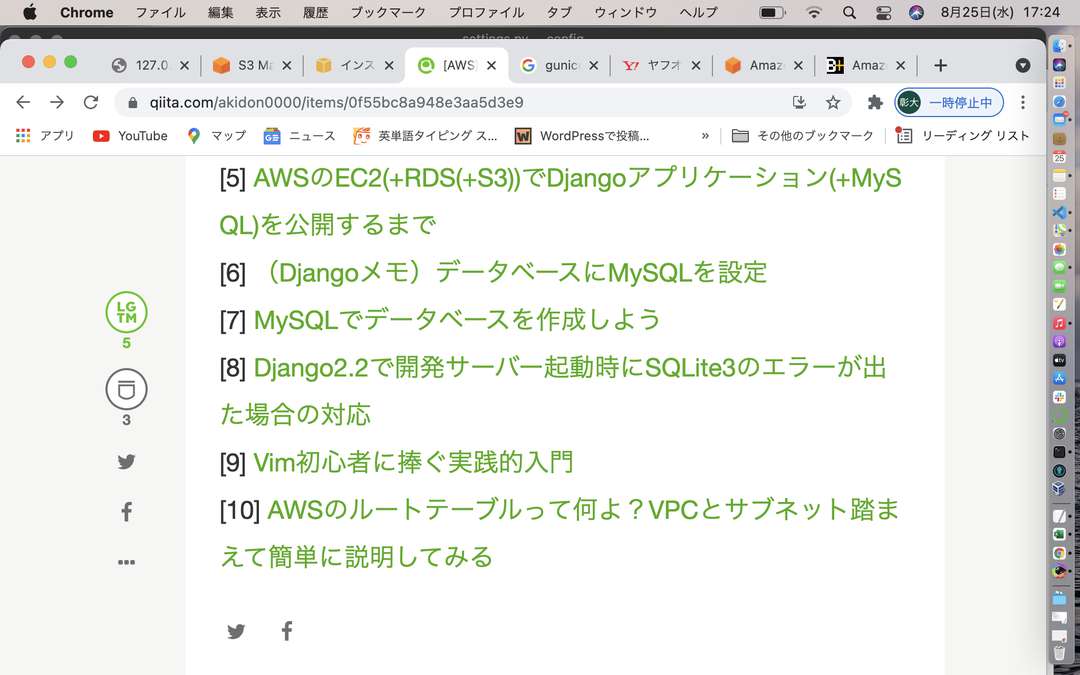 Chrome ファイル 編集 表示 履歴 ブックマーク プロファイル タブ ウィンドウ ヘルプ 8月25日(水) 17:24
127.0. S3 Ma インス [AWS gunic ヤフオ Amaz Amaz
qiita.com/akidon0000/items/0f55bc8a948e3aa5d3e9 彰大 一時停止中
アプリ YouTube マップ ニュース 英単語タイピング ス... WordPressで投稿... » その他のブックマーク リーディング リスト
[5] AWSのEC2(+RDS(+S3))でDjangoアプリケーション(+MyS
QL)を公開するまで
[6] （Djangoメモ）データベースにMySQLを設定
[7] MySQLでデータベースを作成しよう
[8] Django2.2で開発サーバー起動時にSQLite3のエラーが出
た場合の対応
[9] Vim初心者に捧ぐ実践的入門
[10] AWSのルートテーブルって何よ？VPCとサブネット踏ま
えて簡単に説明してみる
LG
TM
5
3